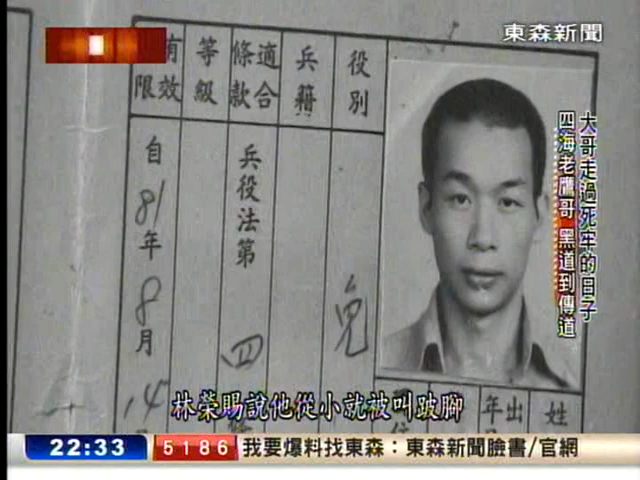 東森新聞
大哥走過死牢的日子
四海老鷹哥 黑道到傳道
役別
兵籍
適合條款
等級
有效
限
免
兵役法第
四
自81年8月14
姓
出
年
林榮賜說他從小就被叫跛腳
22:33
5186
我要爆料找東森：東森新聞臉書/官網